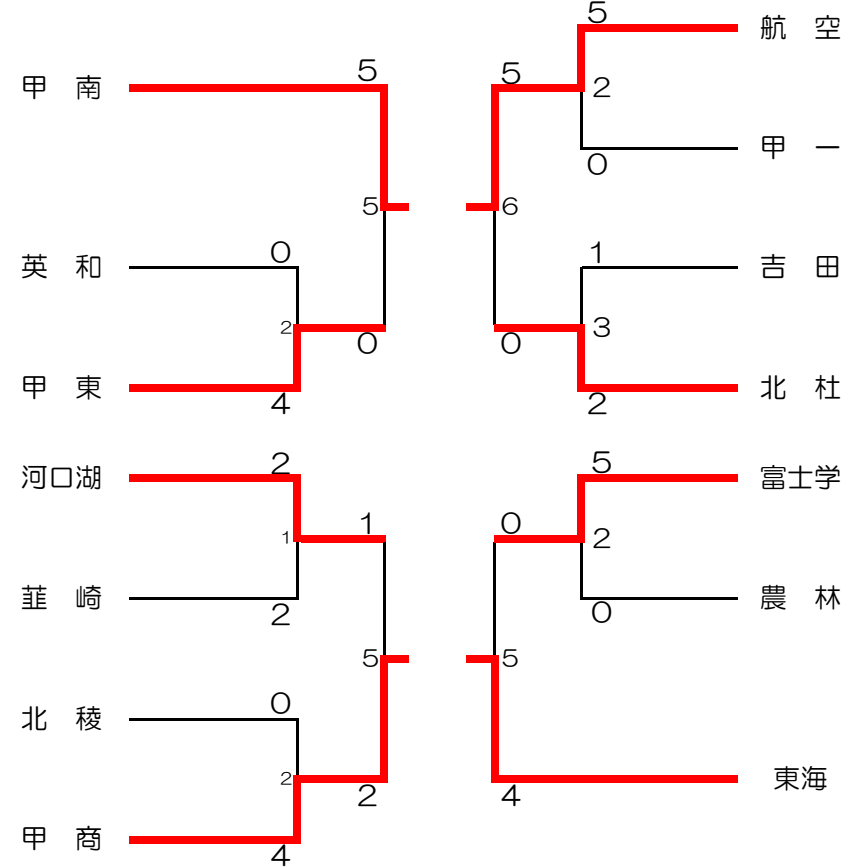 5 航 空
甲 南 5 5 2
0 甲 一
5 6
英 和 0 1 吉 田
2 0 0 3
甲 東 4 2 北 杜
河口湖 2 5 富士学
1 1 0 2
韮 崎 2 0 農 林
5 5
北 稜 0
2 2 4 東海
甲 商 4